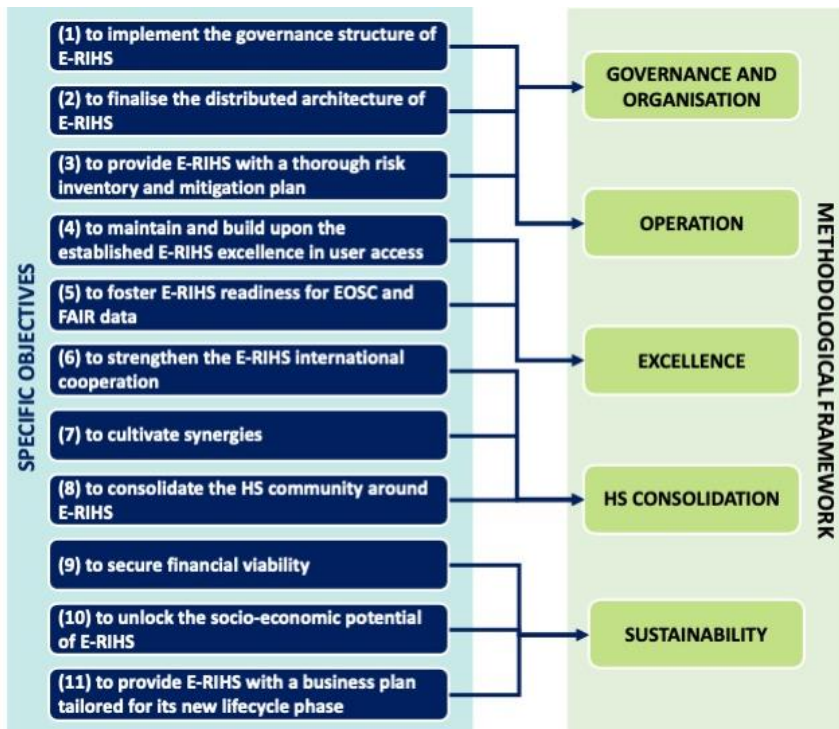 SPECIFIC OBJECTIVES
(1) to implement the governance structure of
E-RIHS
(2) to finalise the distributed architecture of
E-RIHS
(3) to provide E-RIHS with a thorough risk
inventory and mitigation plan
(4) to maintain and build upon the
established E-RIHS excellence in user access
(5) to foster E-RIHS readiness for EOSC and
FAIR data
(6) to strengthen the E-RIHS international
cooperation
(7) to cultivate synergies
(8) to consolidate the HS community around
E-RIHS
(9) to secure financial viability
(10) to unlock the socio-economic potential
of E-RIHS
(11) to provide E-RIHS with a business plan
tailored for its new lifecycle phase
GOVERNANCE AND
ORGANISATION
OPERATION
EXCELLENCE
HS CONSOLIDATION
SUSTAINABILITY
METHODOLOGICAL FRAMEWORK